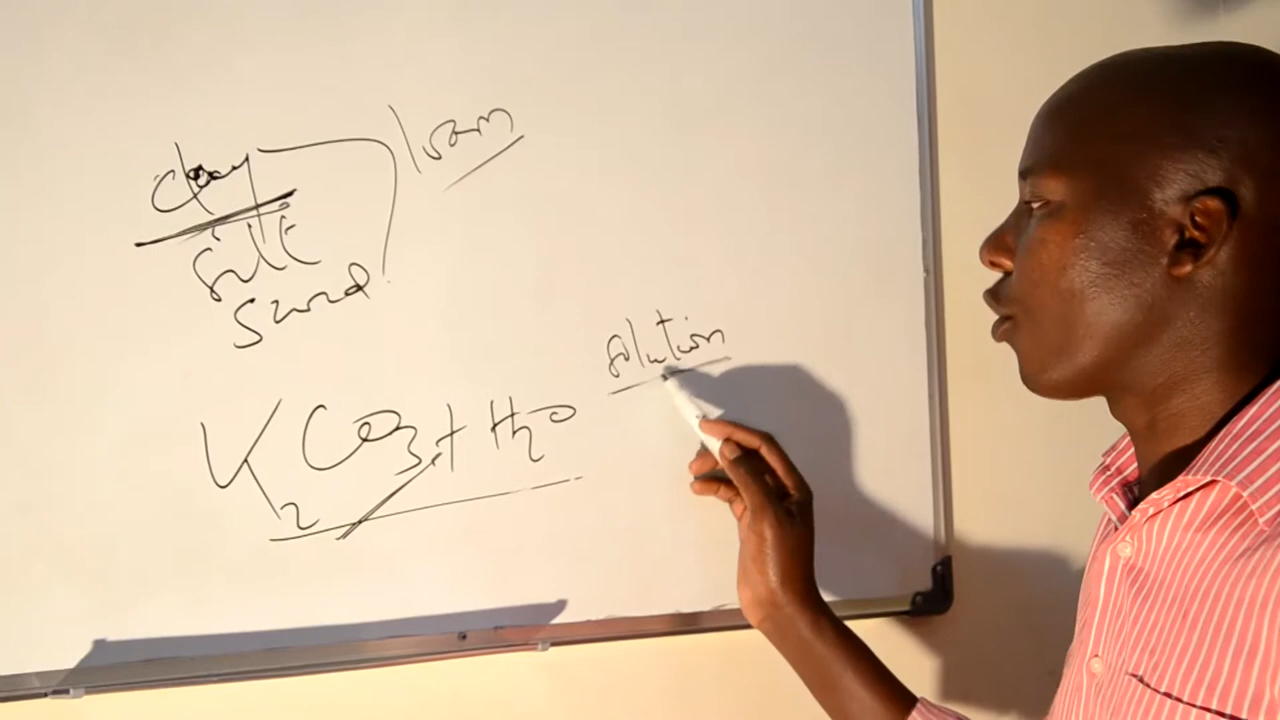 clay
silt
sand
loam
solution
K2CO3 + H2O